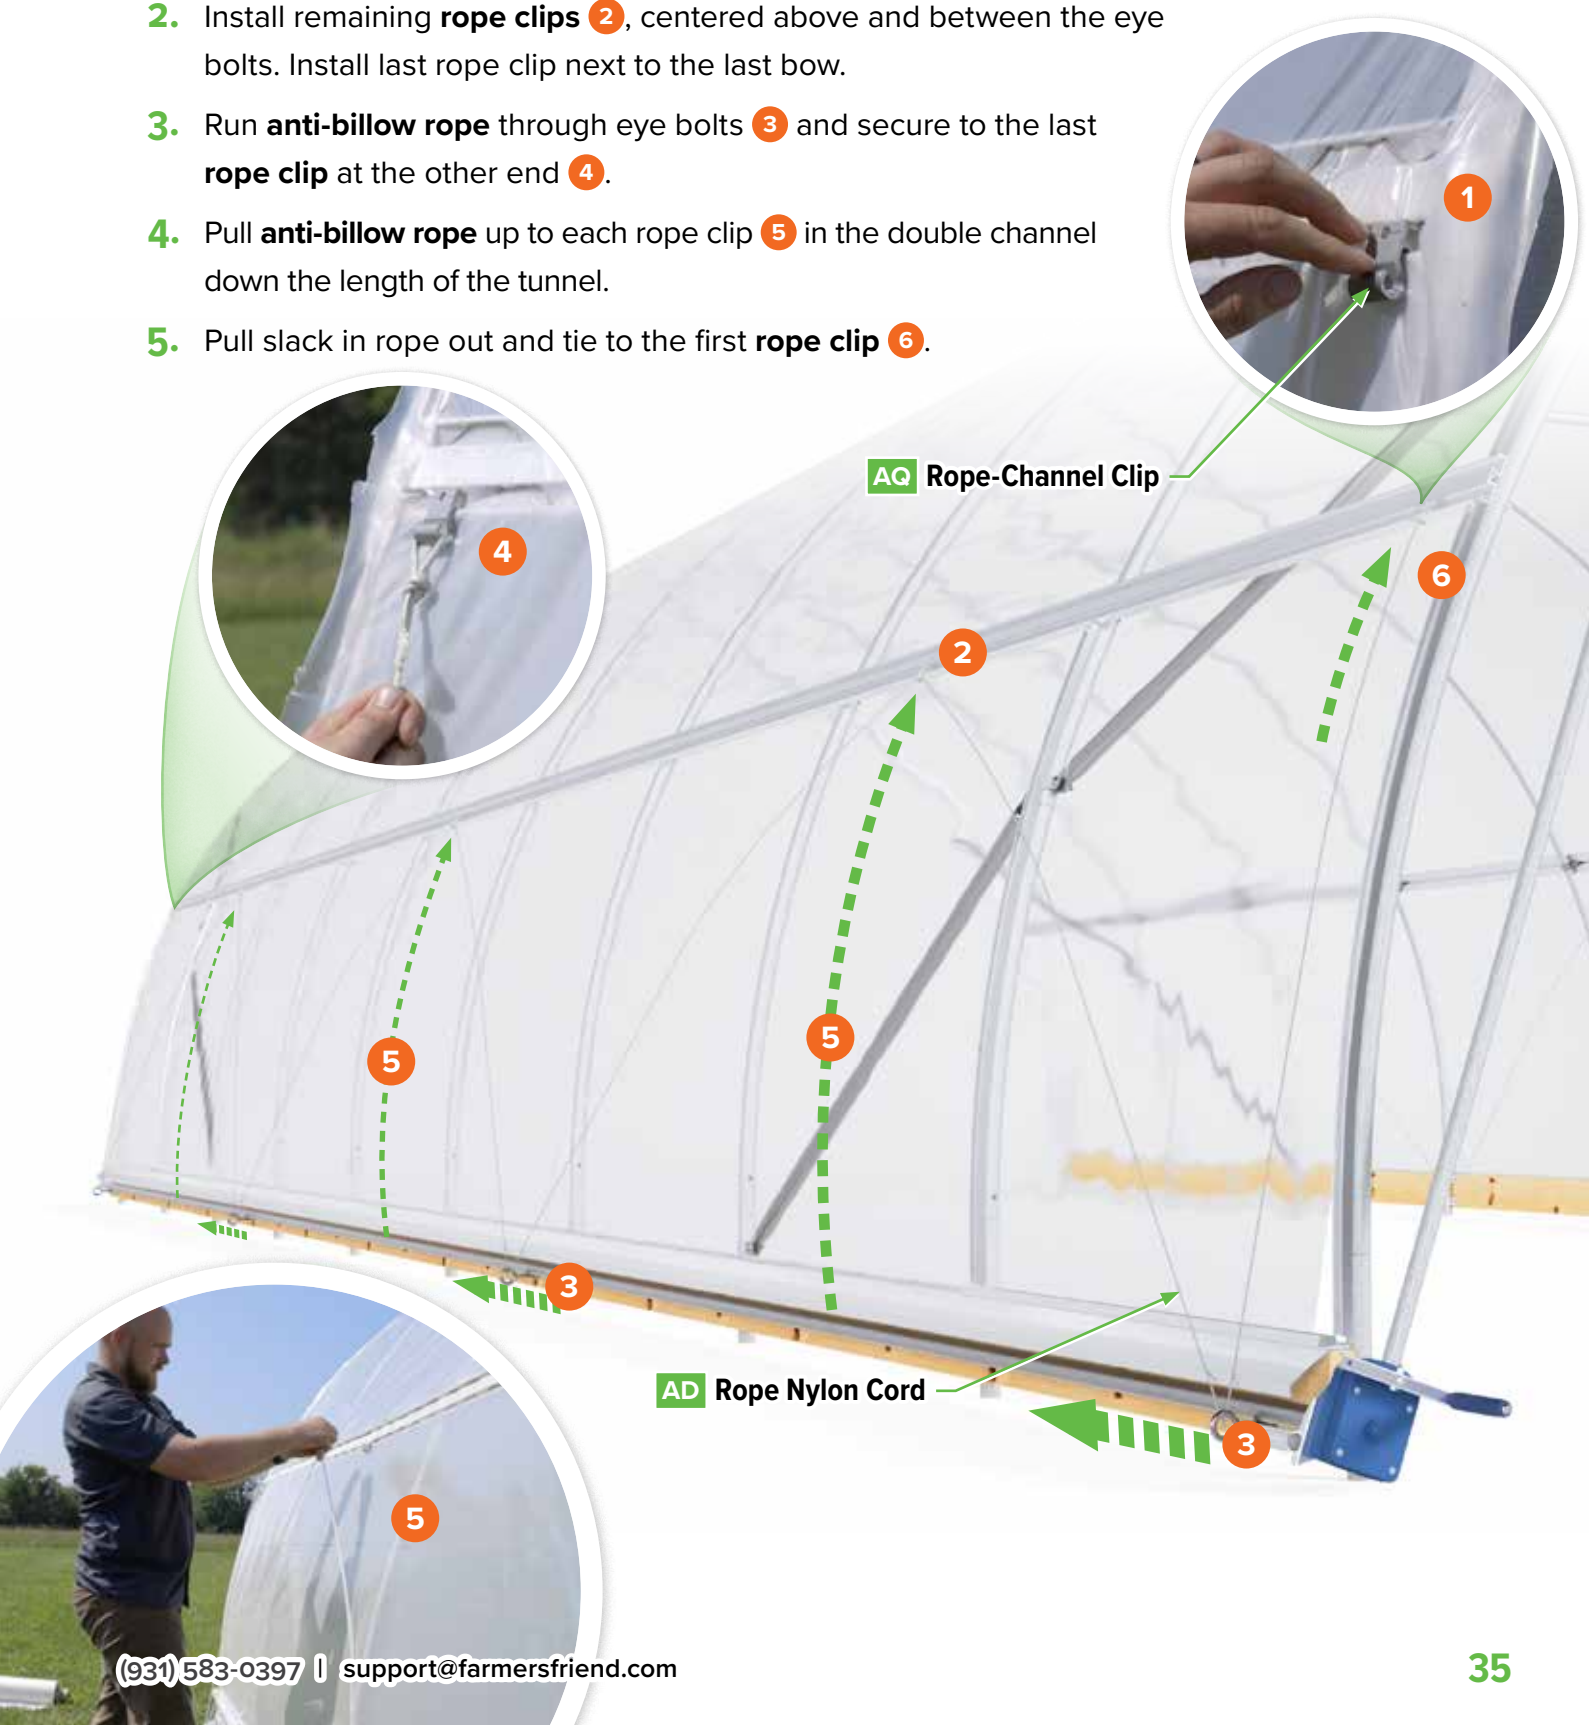 2. Install remaining rope clips 2, centered above and between the eye
bolts. Install last rope clip next to the last bow.
3. Run anti-billow rope through eye bolts 3 and secure to the last
rope clip at the other end 4.
4. Pull anti-billow rope up to each rope clip 5 in the double channel
down the length of the tunnel.
5. Pull slack in rope out and tie to the first rope clip 6.
1
AQ Rope-Channel Clip
4
6
2
5
5
3
AD Rope Nylon Cord
3
5
(931) 583-0397 | support@farmersfriend.com
35